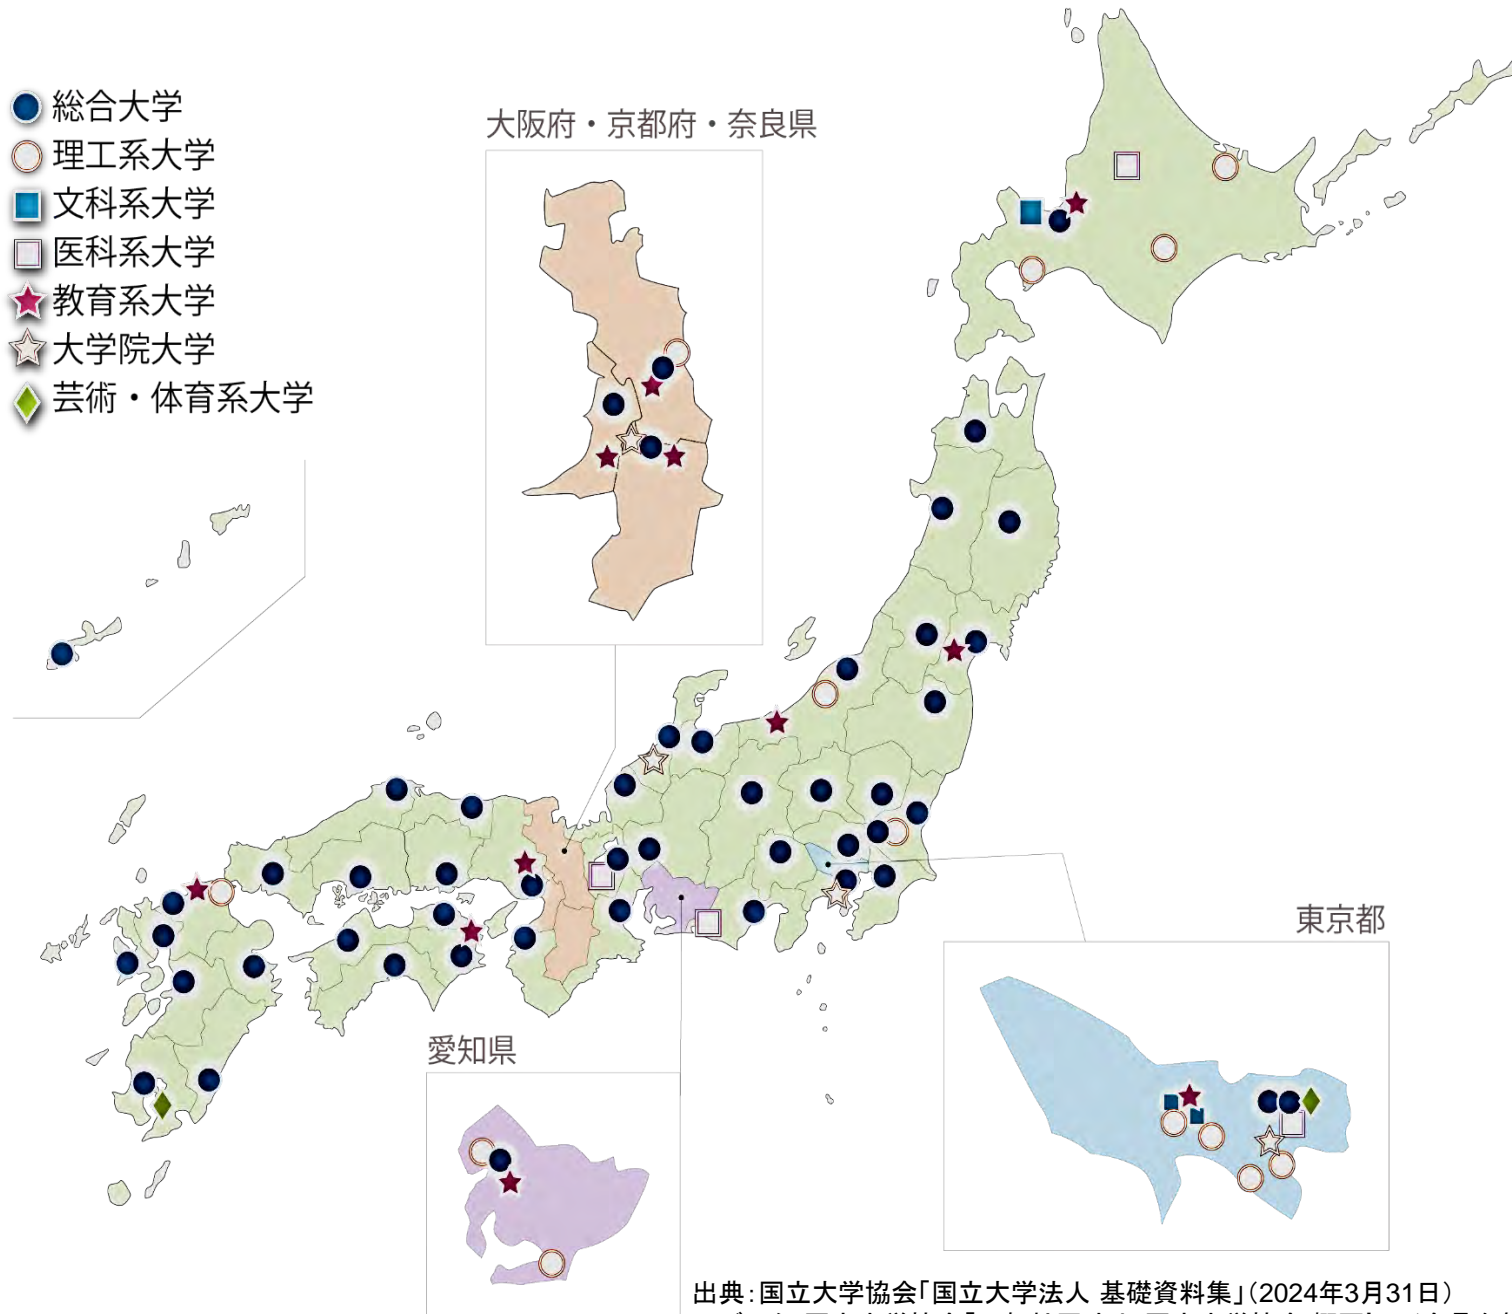 総合大学
理工系大学
文科系大学
医科系大学
教育系大学
大学院大学
芸術・体育系大学
大阪府・京都府・奈良県
東京都
愛知県
出典：国立大学協会「国立大学法人 基礎資料集」（2024年3月31日）